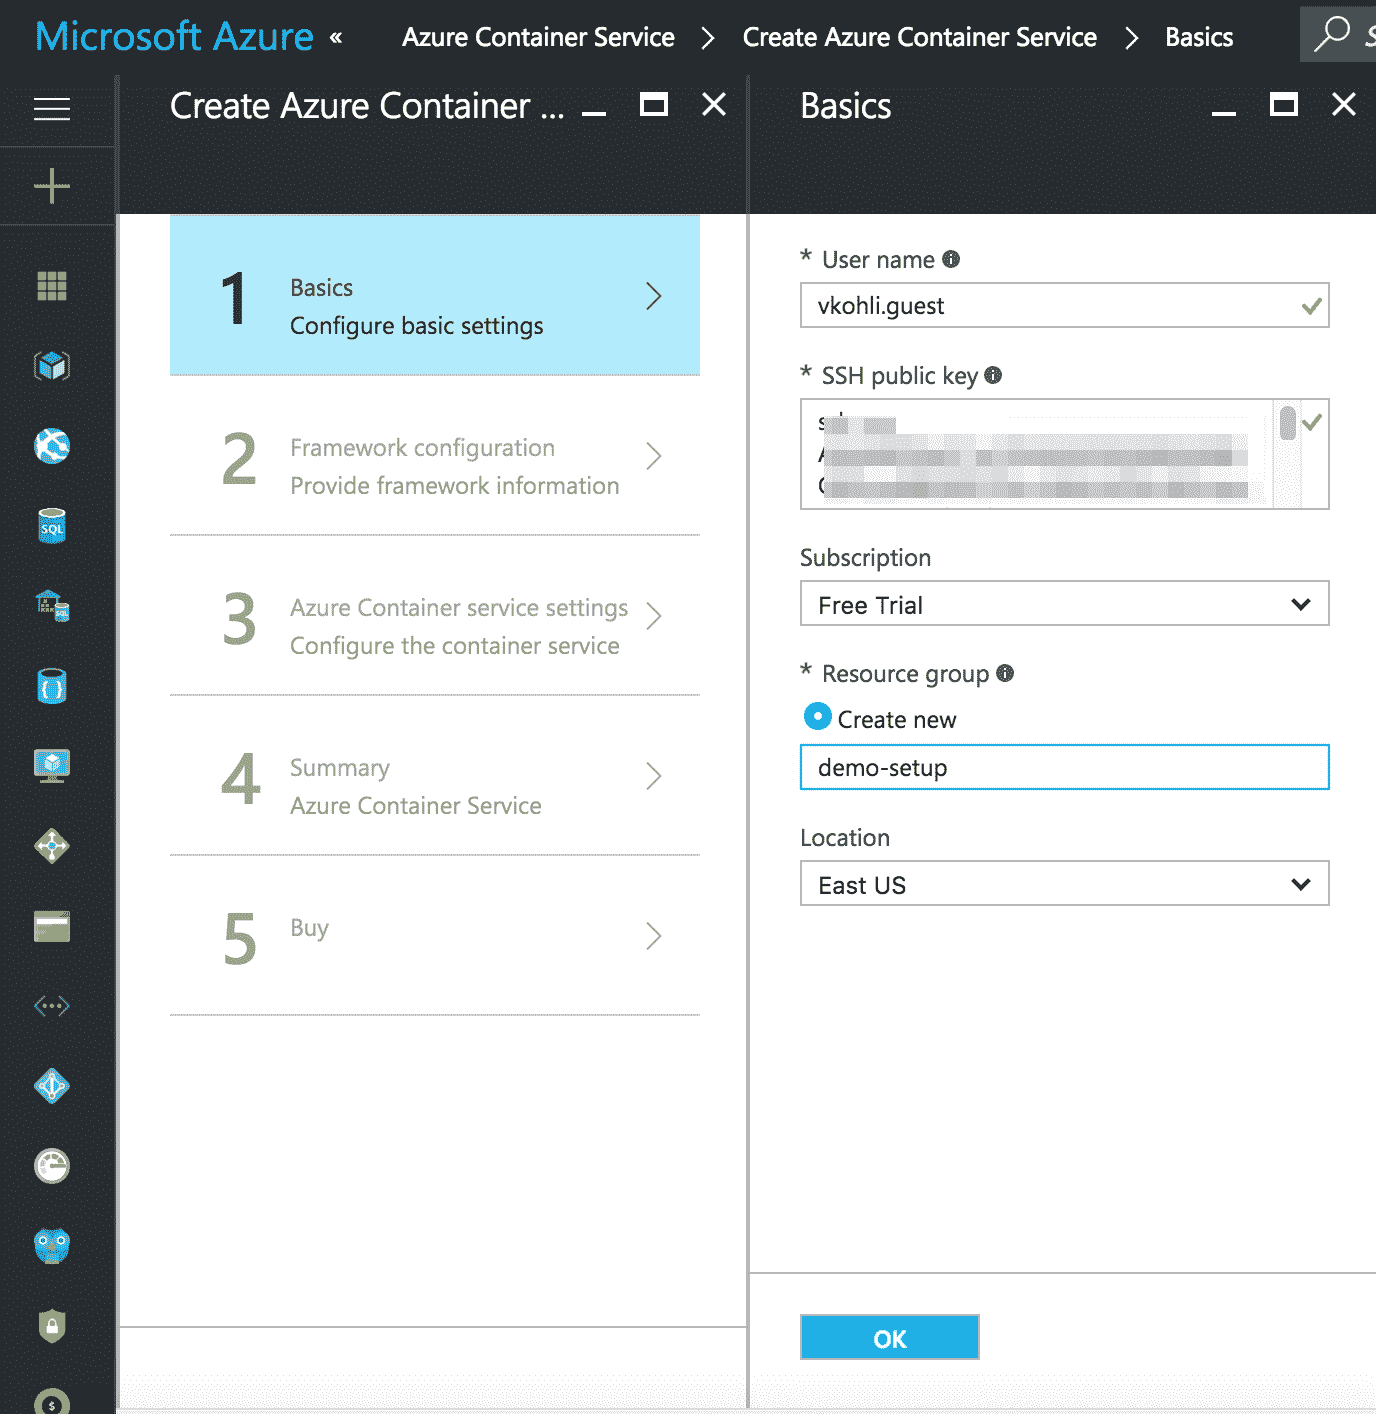 Microsoft Azure «
Azure Container Service > Create Azure Container Service > Basics
Create Azure Container ...
Basics
1
Basics
Configure basic settings
2
Framework configuration
Provide framework information
3
Azure Container service settings
Configure the container service
4
Summary
Azure Container Service
5
Buy
* User name
vkohli.guest
* SSH public key
Subscription
Free Trial
* Resource group
Create new
demo-setup
Location
East US
OK
SQL
$